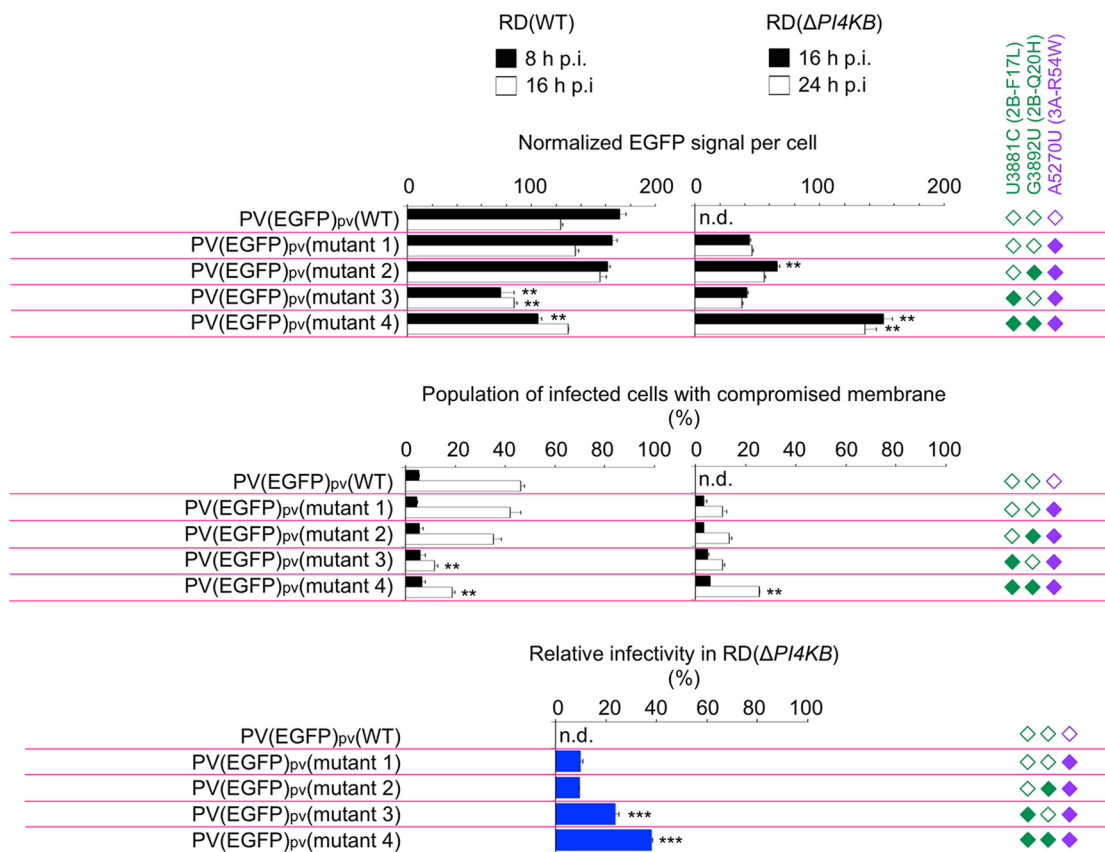 RD(WT) RD(ΔPI4KB)
8 h p.i. 16 h p.i.
16 h p.i 24 h p.i
U3881C (2B-F17L)
G3892U (2B-Q20H)
A5270U (3A-R54W)
Normalized EGFP signal per cell
0 100 200 0 100 200
PV(EGFP)pv(WT) n.d.
PV(EGFP)pv(mutant 1)
PV(EGFP)pv(mutant 2) **
PV(EGFP)pv(mutant 3) ** **
PV(EGFP)pv(mutant 4) ** ** **
Population of infected cells with compromised membrane
(%)
0 20 40 60 80 100 0 20 40 60 80 100
PV(EGFP)pv(WT) n.d.
PV(EGFP)pv(mutant 1)
PV(EGFP)pv(mutant 2)
PV(EGFP)pv(mutant 3) **
PV(EGFP)pv(mutant 4) ** **
Relative infectivity in RD(ΔPI4KB)
(%)
0 20 40 60 80 100
PV(EGFP)pv(WT) n.d.
PV(EGFP)pv(mutant 1)
PV(EGFP)pv(mutant 2)
PV(EGFP)pv(mutant 3) ***
PV(EGFP)pv(mutant 4) ***